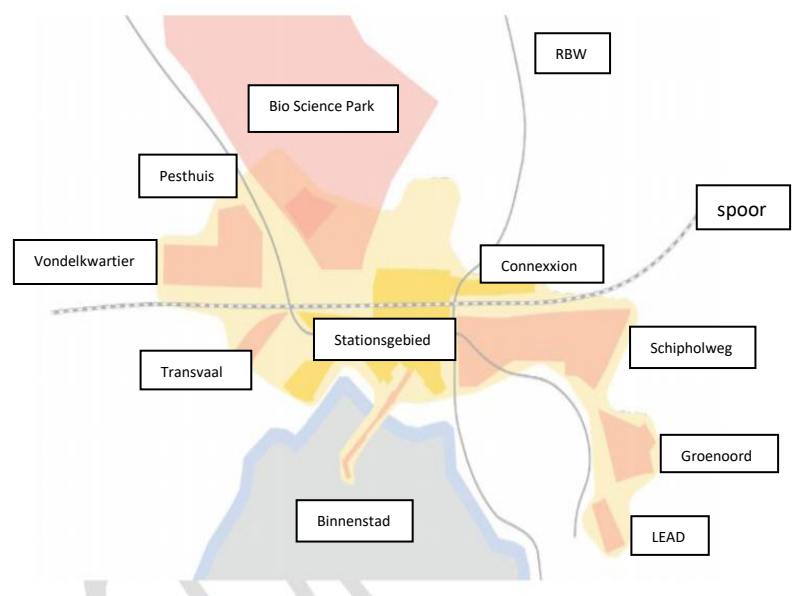 RBW
Bio Science Park
Pesthuis
spoor
Vondelkwartier
Connexxion
Stationsgebied
Schipholweg
Transvaal
Groenoord
Binnenstad
LEAD